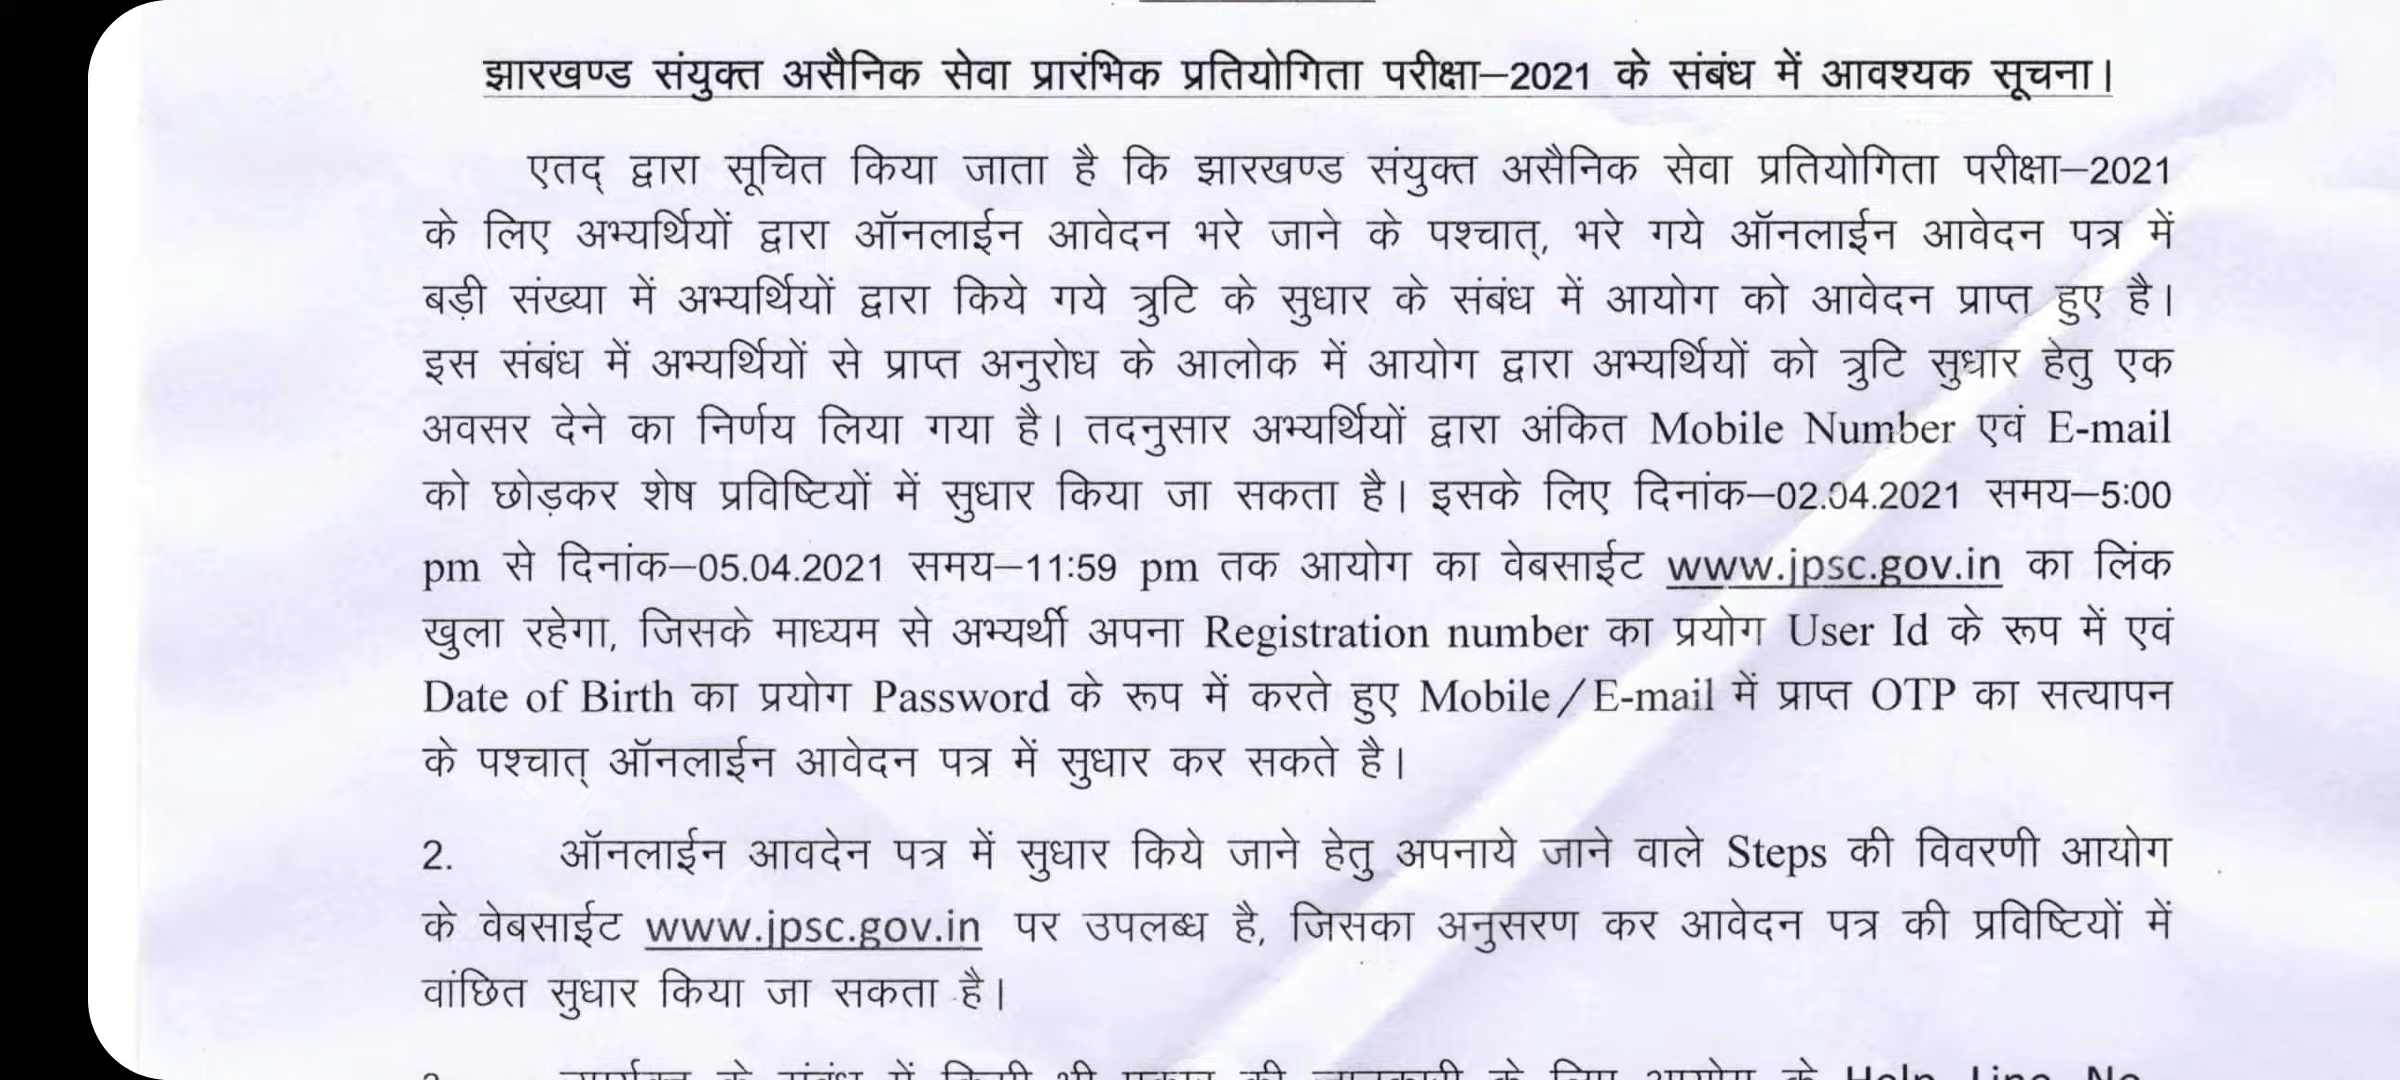 झारखण्ड संयुक्त असैनिक सेवा प्रारंभिक प्रतियोगिता परीक्षा–2021 के संबंध में आवश्यक सूचना।
एतद् द्वारा सूचित किया जाता है कि झारखण्ड संयुक्त असैनिक सेवा प्रतियोगिता परीक्षा–2021
के लिए अभ्यर्थियों द्वारा ऑनलाईन आवेदन भरे जाने के पश्चात्, भरे गये ऑनलाईन आवेदन पत्र में
बड़ी संख्या में अभ्यर्थियों द्वारा किये गये त्रुटि के सुधार के संबंध में आयोग को आवेदन प्राप्त हुए है।
इस संबंध में अभ्यर्थियों से प्राप्त अनुरोध के आलोक में आयोग द्वारा अभ्यर्थियों को त्रुटि सुधार हेतु एक
अवसर देने का निर्णय लिया गया है। तदनुसार अभ्यर्थियों द्वारा अंकित Mobile Number एवं E-mail
को छोड़कर शेष प्रविष्टियों में सुधार किया जा सकता है। इसके लिए दिनांक–02.04.2021 समय–5:00
pm से दिनांक–05.04.2021 समय–11:59 pm तक आयोग का वेबसाईट www.jpsc.gov.in का लिंक
खुला रहेगा, जिसके माध्यम से अभ्यर्थी अपना Registration number का प्रयोग User Id के रूप में एवं
Date of Birth का प्रयोग Password के रूप में करते हुए Mobile/E-mail में प्राप्त OTP का सत्यापन
के पश्चात् ऑनलाईन आवेदन पत्र में सुधार कर सकते है।
2. ऑनलाईन आवदेन पत्र में सुधार किये जाने हेतु अपनाये जाने वाले Steps की विवरणी आयोग
के वेबसाईट www.jpsc.gov.in पर उपलब्ध है, जिसका अनुसरण कर आवेदन पत्र की प्रविष्टियों में
वांछित सुधार किया जा सकता है।
के संबंध में किसी भी प्रकार की जानकारी के लिए आयोग के Help Line No